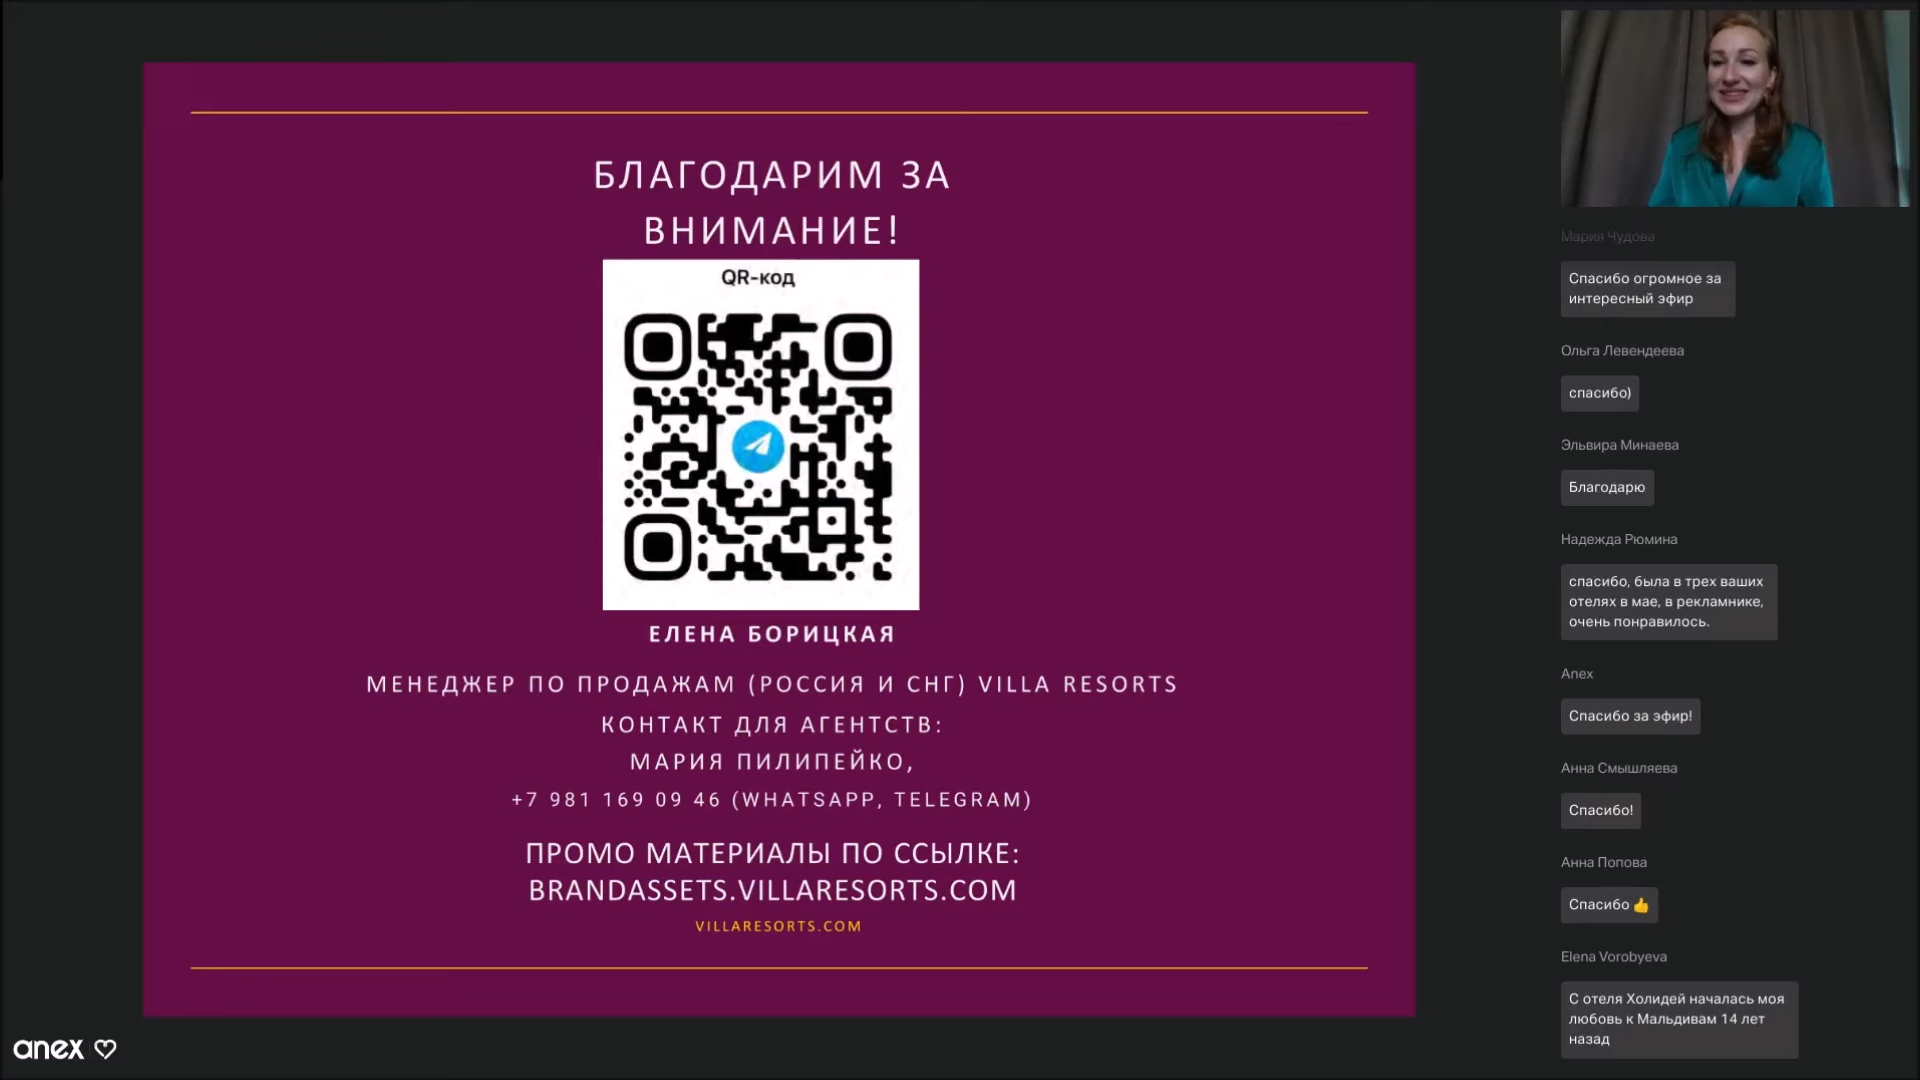 БЛАГОДАРИМ ЗА
ВНИМАНИЕ!
QR-код
ЕЛЕНА БОРИЦКАЯ
МЕНЕДЖЕР ПО ПРОДАЖАМ (РОССИЯ И СНГ) VILLA RESORTS
КОНТАКТ ДЛЯ АГЕНТСТВ:
МАРИЯ ПИЛИПЕЙКО,
+7 981 169 09 46 (WHATSAPP, TELEGRAM)
ПРОМО МАТЕРИАЛЫ ПО ССЫЛКЕ:
BRANDASSETS.VILLARESORTS.COM
VILLARESORTS.COM
anex
Мария Чудова
Спасибо огромное за
интересный эфир
Ольга Левендеева
спасибо)
Эльвира Минаева
Благодарю
Надежда Рюмина
спасибо, была в трех ваших
отелях в мае, в рекламнике,
очень понравилось.
Anex
Спасибо за эфир!
Анна Смышляева
Спасибо!
Анна Попова
Спасибо 👍
Elena Vorobyeva
С отеля Холидей началась моя
любовь к Мальдивам 14 лет
назад